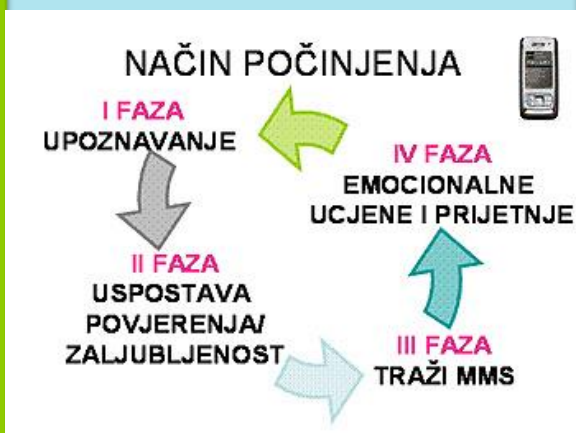 NAČIN POČINJENJA
I FAZA
UPOZNAVANJE
II FAZA
USPOSTAVA
POVJERENJA/
ZALJUBLJENOST
III FAZA
TRAŽI MMS
IV FAZA
EMOCIONALNE
UCJENE I PRIJETNJE